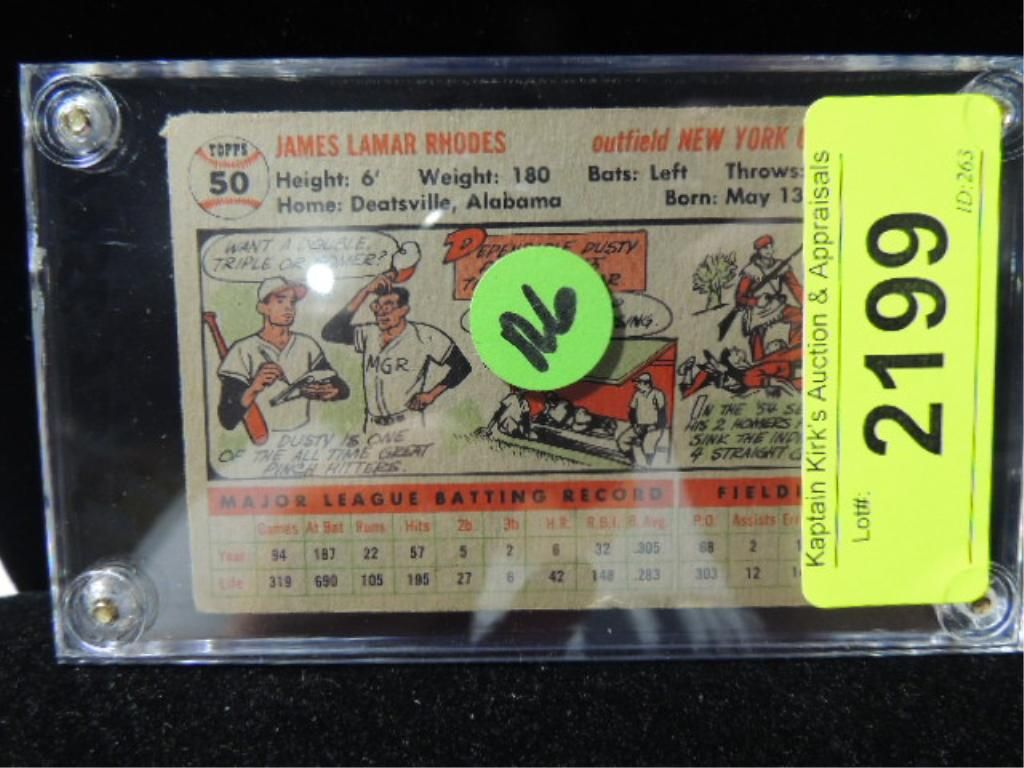 TOPPS
50
JAMES LAMAR RHODES outfield NEW YORK
Height: 6' Weight: 180 Bats: Left Throws:
Home: Deatsville, Alabama Born: May 13
WANT A DOUBLE,
TRIPLE OR HOMER?
MGR
DUSTY IS ONE
OF THE ALL TIME GREAT
PINCH HITTERS.
DEPENDABLE DUSTY
IN THE '54
HIS 2 HOMERS
SINK THE
4 STRAIGHT
MAJOR LEAGUE BATTING RECORD
Games At Bat Runs Hits 2b 3b H.R. R.B.I. B.Avg. P.O. Assists
Year 94 187 22 57 5 2 6 32 .305 68 2
Life 319 690 105 195 27 6 42 148 .283 303 12
Kaptain Kirk's Auction & Appraisals
Lot#: 2199
ID:263